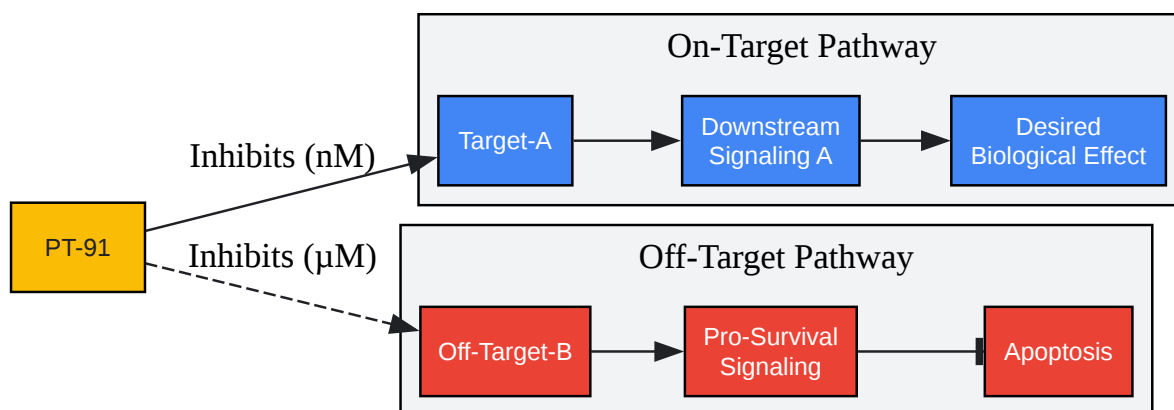 On-Target Pathway
Target-A
Downstream
Signaling A
Desired
Biological Effect
Inhibits (nM)
PT-91
Inhibits (µM)
Off-Target Pathway
Off-Target-B
Pro-Survival
Signaling
Apoptosis